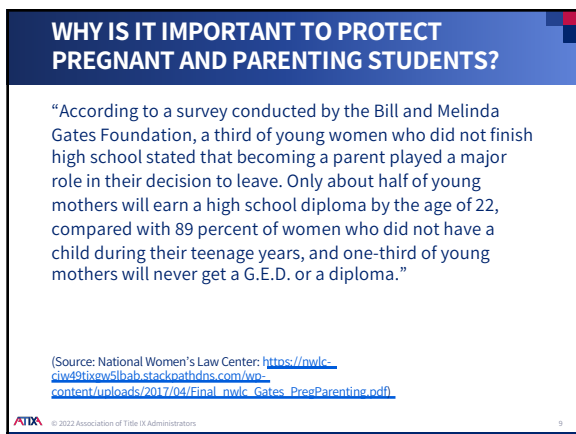 WHY IS IT IMPORTANT TO PROTECT
PREGNANT AND PARENTING STUDENTS?
“According to a survey conducted by the Bill and Melinda
Gates Foundation, a third of young women who did not finish
high school stated that becoming a parent played a major
role in their decision to leave. Only about half of young
mothers will earn a high school diploma by the age of 22,
compared with 89 percent of women who did not have a
child during their teenage years, and one-third of young
mothers will never get a G.E.D. or a diploma.”
(Source: National Women’s Law Center: https://nwlc-
ciw49tixgw5lbab.stackpathdns.com/wp-
content/uploads/2017/04/Final_nwlc_Gates_PregParenting.pdf)
ATIXA © 2022 Association of Title IX Administrators 9